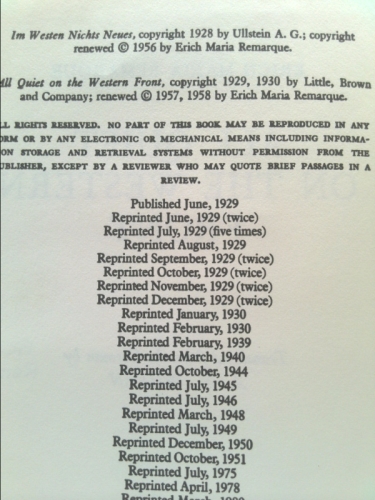 Im Westen Nichts Neues, copyright 1928 by Ullstein A. G.; copyright
renewed © 1956 by Erich Maria Remarque.
All Quiet on the Western Front, copyright 1929, 1930 by Little, Brown
and Company; renewed © 1957, 1958 by Erich Maria Remarque.
LL RIGHTS RESERVED. NO PART OF THIS BOOK MAY BE REPRODUCED IN ANY
ORM OR BY ANY ELECTRONIC OR MECHANICAL MEANS INCLUDING INFORMA-
ON STORAGE AND RETRIEVAL SYSTEMS WITHOUT PERMISSION FROM THE
UBLISHER, EXCEPT BY A REVIEWER WHO MAY QUOTE BRIEF PASSAGES IN A
REVIEW.
Published June, 1929
Reprinted June, 1929 (twice)
Reprinted July, 1929 (five times)
Reprinted August, 1929
Reprinted September, 1929 (twice)
Reprinted October, 1929 (twice)
Reprinted November, 1929 (twice)
Reprinted December, 1929 (twice)
Reprinted January, 1930
Reprinted February, 1930
Reprinted February, 1939
Reprinted March, 1940
Reprinted October, 1944
Reprinted July, 1945
Reprinted July, 1946
Reprinted March, 1948
Reprinted July, 1949
Reprinted December, 1950
Reprinted October, 1951
Reprinted July, 1975
Reprinted April, 1978
Reprinted March,